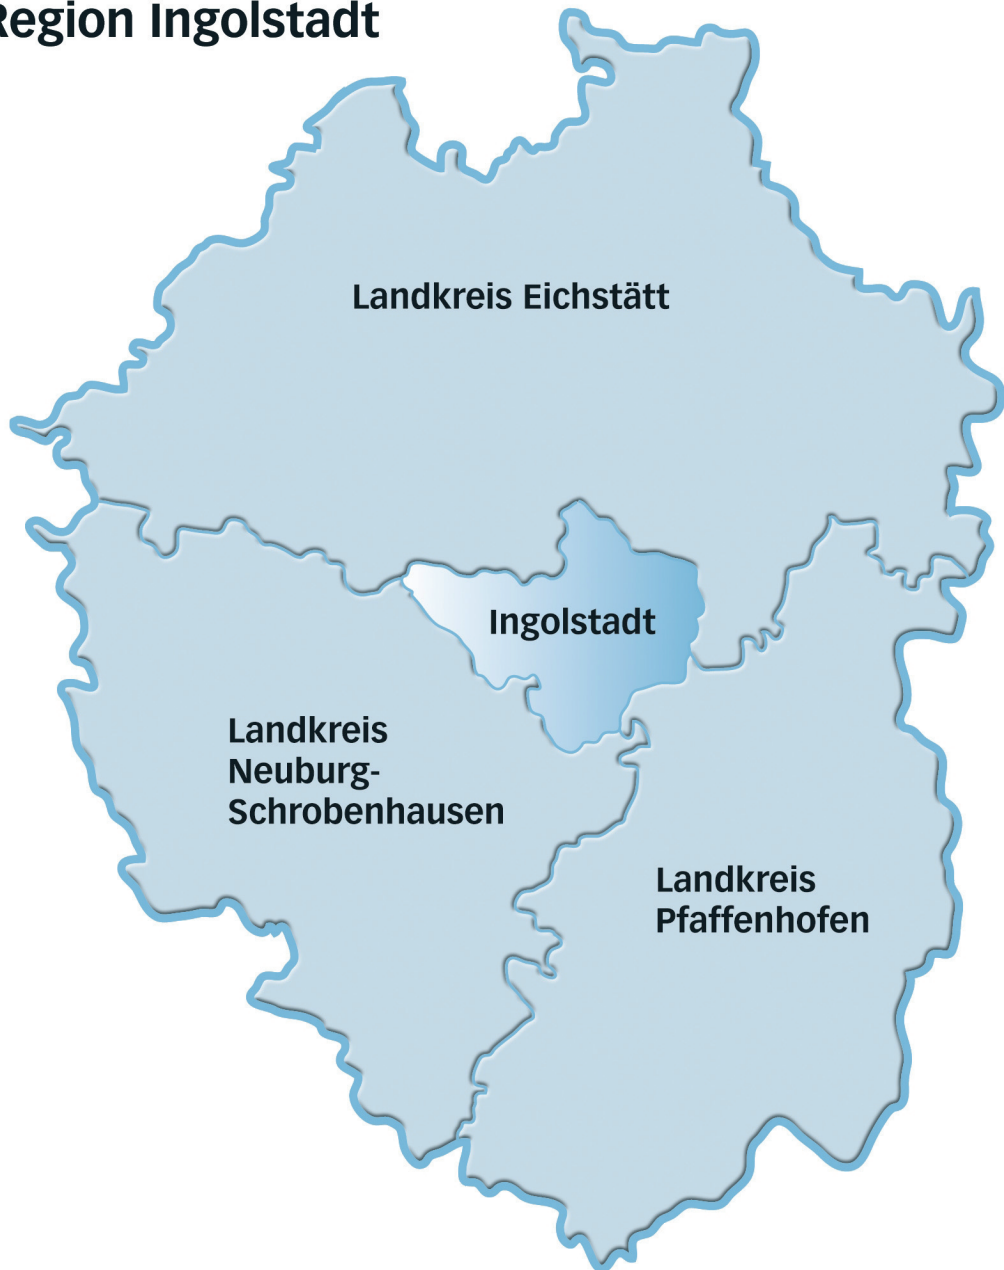 Region Ingolstadt
Landkreis Eichstätt
Ingolstadt
Landkreis
Neuburg-
Schrobenhausen
Landkreis
Pfaffenhofen